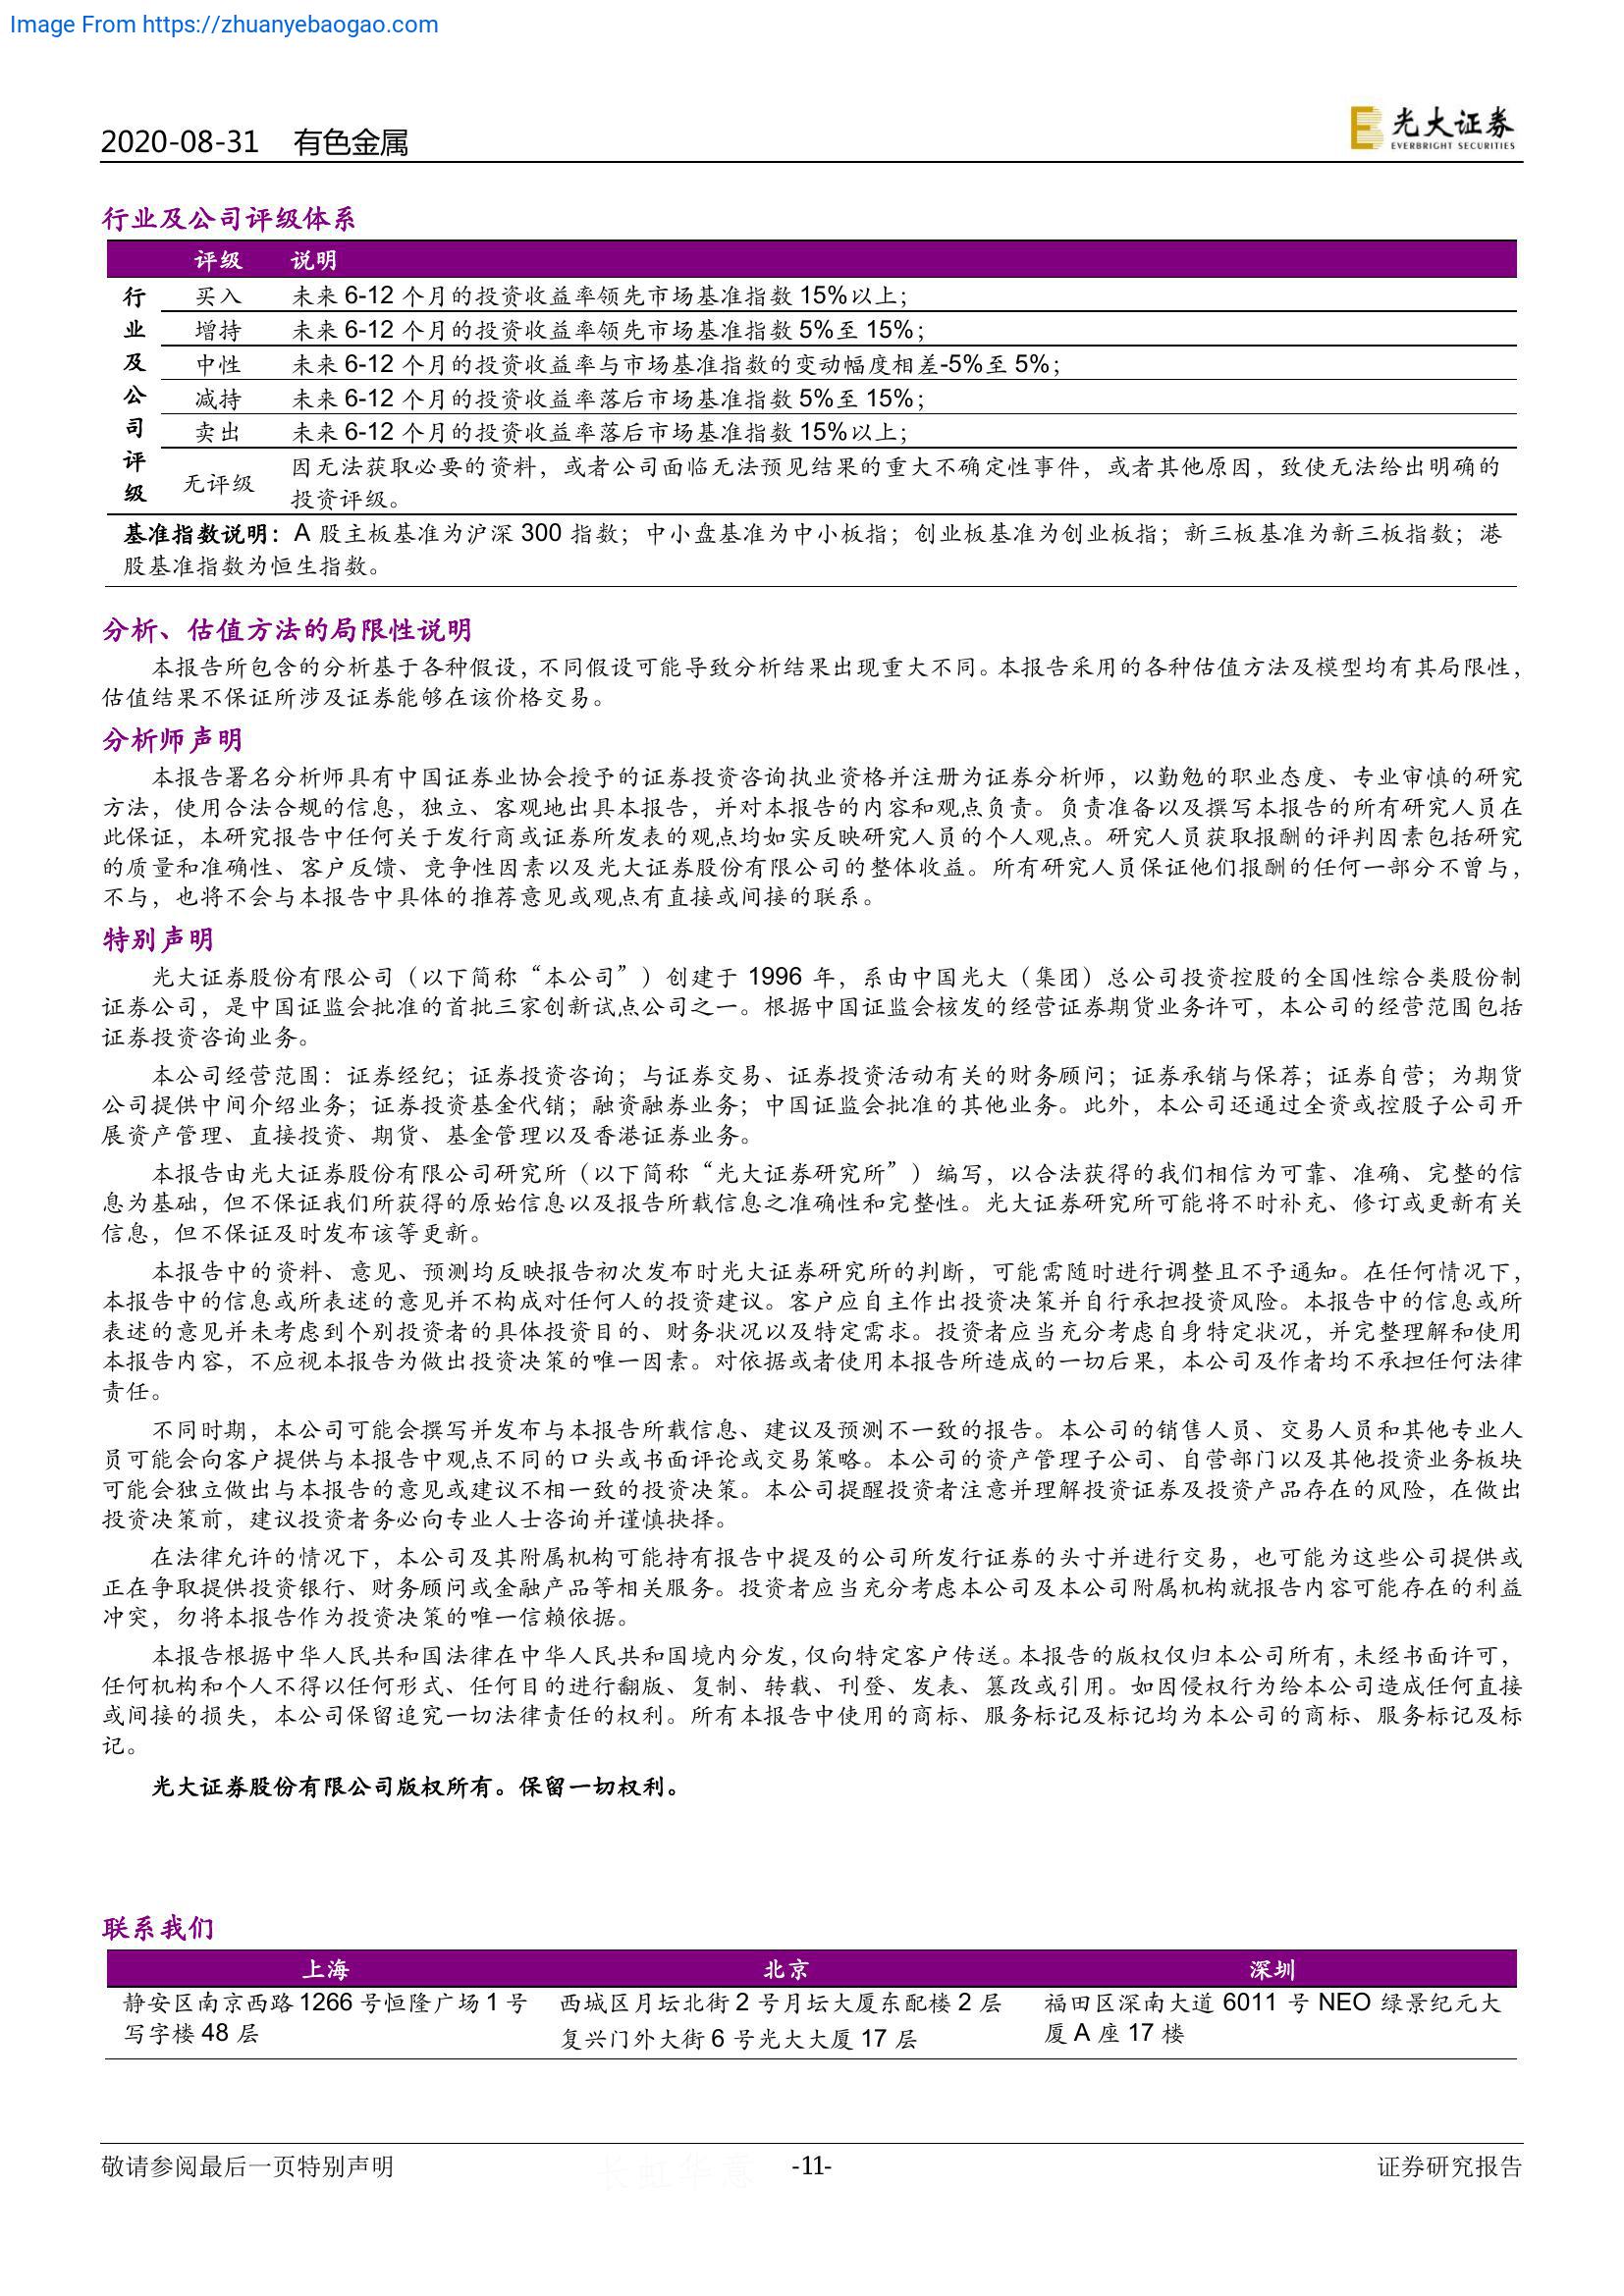 Image From https://zhuanyebaogao.com
2020-08-31 有色金属
光大证券
EVERBRIGHT SECURITIES
行业及公司评级体系
评级 说明
行业及公司评级
买入 未来 6-12 个月的投资收益率领先市场基准指数 15%以上；
增持 未来 6-12 个月的投资收益率领先市场基准指数 5%至 15%；
中性 未来 6-12 个月的投资收益率与市场基准指数的变动幅度相差-5%至 5%；
减持 未来 6-12 个月的投资收益率落后市场基准指数 5%至 15%；
卖出 未来 6-12 个月的投资收益率落后市场基准指数 15%以上；
无评级 因无法获取必要的资料，或者公司面临无法预见结果的重大不确定性事件，或者其他原因，致使无法给出明确的
投资评级。
基准指数说明：A 股主板基准为沪深 300 指数；中小盘基准为中小板指；创业板基准为创业板指；新三板基准为新三板指数；港
股基准指数为恒生指数。
分析、估值方法的局限性说明
本报告所包含的分析基于各种假设，不同假设可能导致分析结果出现重大不同。本报告采用的各种估值方法及模型均有其局限性，
估值结果不保证所涉及证券能够在该价格交易。
分析师声明
本报告署名分析师具有中国证券业协会授予的证券投资咨询执业资格并注册为证券分析师，以勤勉的职业态度、专业审慎的研究
方法，使用合法合规的信息，独立、客观地出具本报告，并对本报告的内容和观点负责。负责准备以及撰写本报告的所有研究人员在
此保证，本研究报告中任何关于发行商或证券所发表的观点均如实反映研究人员的个人观点。研究人员获取报酬的评判因素包括研究
的质量和准确性、客户反馈、竞争性因素以及光大证券股份有限公司的整体收益。所有研究人员保证他们报酬的任何一部分不曾与，
不与，也将不会与本报告中具体的推荐意见或观点有直接或间接的联系。
特别声明
光大证券股份有限公司（以下简称“本公司”）创建于 1996 年，系由中国光大（集团）总公司投资控股的全国性综合类股份制
证券公司，是中国证监会批准的首批三家创新试点公司之一。根据中国证监会核发的经营证券期货业务许可，本公司的经营范围包括
证券投资咨询业务。
本公司经营范围：证券经纪；证券投资咨询；与证券交易、证券投资活动有关的财务顾问；证券承销与保荐；证券自营；为期货
公司提供中间介绍业务；证券投资基金代销；融资融券业务；中国证监会批准的其他业务。此外，本公司还通过全资或控股子公司开
展资产管理、直接投资、期货、基金管理以及香港证券业务。
本报告由光大证券股份有限公司研究所（以下简称“光大证券研究所”）编写，以合法获得的我们相信为可靠、准确、完整的信
息为基础，但不保证我们所获得的原始信息以及报告所载信息之准确性和完整性。光大证券研究所可能将不时补充、修订或更新有关
信息，但不保证及时发布该等更新。
本报告中的资料、意见、预测均反映报告初次发布时光大证券研究所的判断，可能需随时进行调整且不予通知。在任何情况下，
本报告中的信息或所表述的意见并不构成对任何人的投资建议。客户应自主作出投资决策并自行承担投资风险。本报告中的信息或所
表述的意见并未考虑到个别投资者的具体投资目的、财务状况以及特定需求。投资者应当充分考虑自身特定状况，并完整理解和使用
本报告内容，不应视本报告为做出投资决策的唯一因素。对依据或者使用本报告所造成的一切后果，本公司及作者均不承担任何法律
责任。
不同时期，本公司可能会撰写并发布与本报告所载信息、建议及预测不一致的报告。本公司的销售人员、交易人员和其他专业人
员可能会向客户提供与本报告中观点不同的口头或书面评论或交易策略。本公司的资产管理子公司、自营部门以及其他投资业务板块
可能会独立做出与本报告的意见或建议不相一致的投资决策。本公司提醒投资者注意并理解投资证券及投资产品存在的风险，在做出
投资决策前，建议投资者务必向专业人士咨询并谨慎抉择。
在法律允许的情况下，本公司及其附属机构可能持有报告中提及的公司所发行证券的头寸并进行交易，也可能为这些公司提供或
正在争取提供投资银行、财务顾问或金融产品等相关服务。投资者应当充分考虑本公司及本公司附属机构就报告内容可能存在的利益
冲突，勿将本报告作为投资决策的唯一信赖依据。
本报告根据中华人民共和国法律在中华人民共和国境内分发，仅向特定客户传送。本报告的版权仅归本公司所有，未经书面许可，
任何机构和个人不得以任何形式、任何目的进行翻版、复制、转载、刊登、发表、篡改或引用。如因侵权行为给本公司造成任何直接
或间接的损失，本公司保留追究一切法律责任的权利。所有本报告中使用的商标、服务标记及标记均为本公司的商标、服务标记及标
记。
光大证券股份有限公司版权所有。保留一切权利。
联系我们
上海 北京 深圳
静安区南京西路 1266 号恒隆广场 1 号
写字楼 48 层
西城区月坛北街 2 号月坛大厦东配楼 2 层
复兴门外大街 6 号光大大厦 17 层
福田区深南大道 6011 号 NEO 绿景纪元大
厦 A 座 17 楼
敬请参阅最后一页特别声明 -11- 证券研究报告